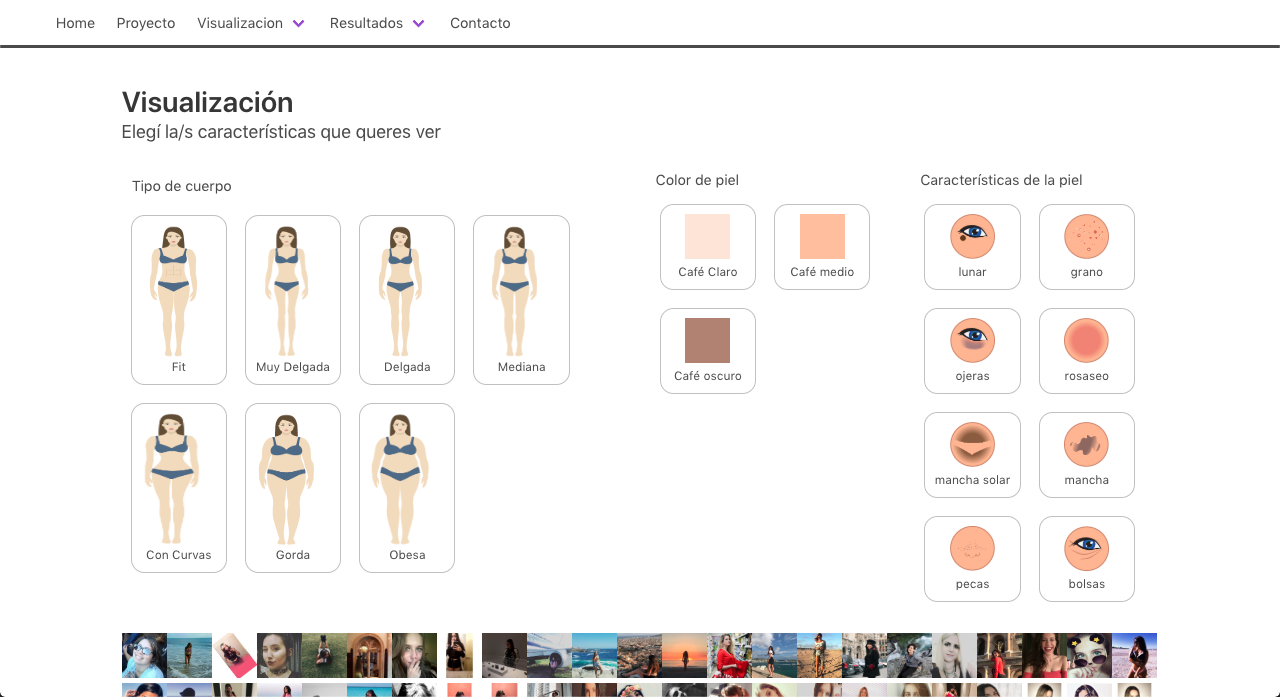 Home Proyecto Visualizacion Resultados Contacto
Visualización
Elegí la/s características que queres ver
Tipo de cuerpo
Fit Muy Delgada Delgada Mediana
Con Curvas Gorda Obesa
Color de piel
Café Claro Café medio
Café oscuro
Características de la piel
lunar grano
ojeras rosaseo
mancha solar mancha
pecas bolsas